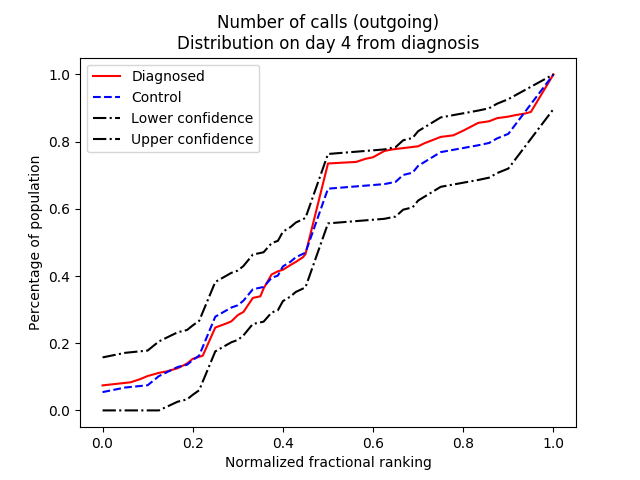 Number of calls (outgoing)
Distribution on day 4 from diagnosis
Diagnosed
Control
Lower confidence
Upper confidence
Percentage of population
1.0
0.8
0.6
0.4
0.2
0.0
0.0 0.2 0.4 0.6 0.8 1.0
Normalized fractional ranking